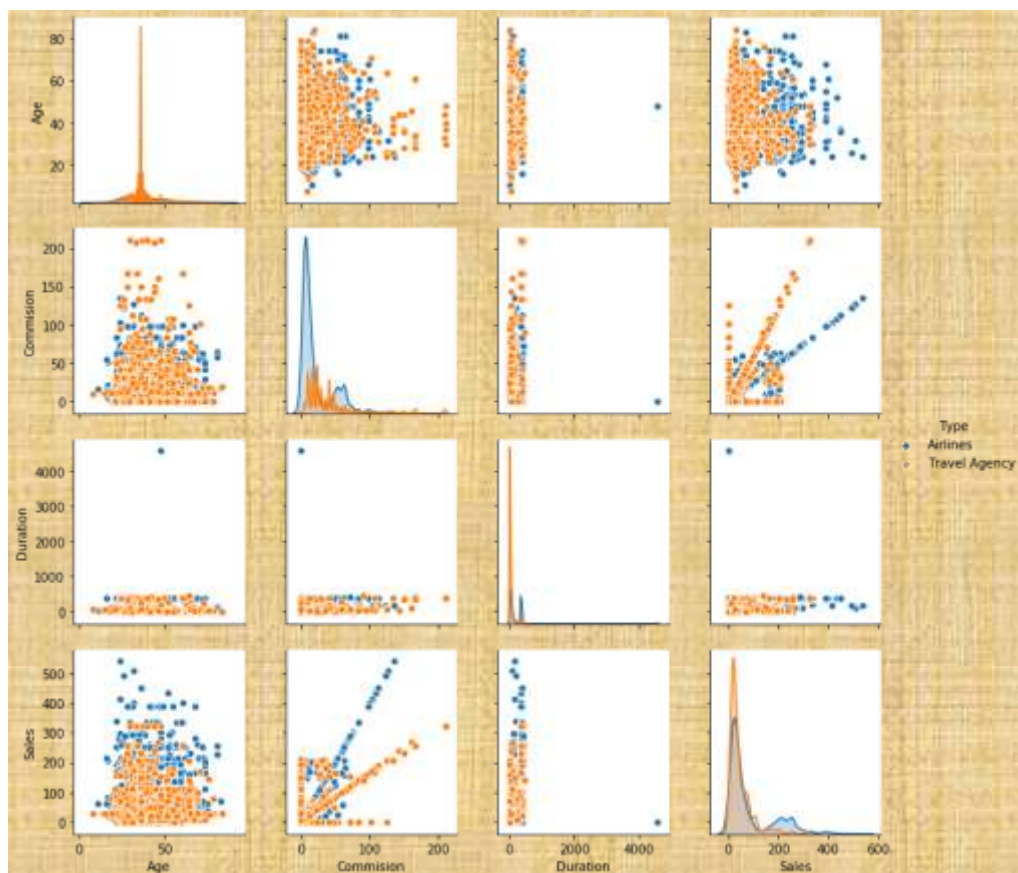 80
60
40
20
Age
200
150
100
50
0
Commision
4000
3000
2000
1000
0
Duration
500
400
300
200
100
0
Sales
0 50
Age
0 100 200
Commision
0 2000 4000
Duration
0 200 400 600
Sales
Type
Airlines
Travel Agency